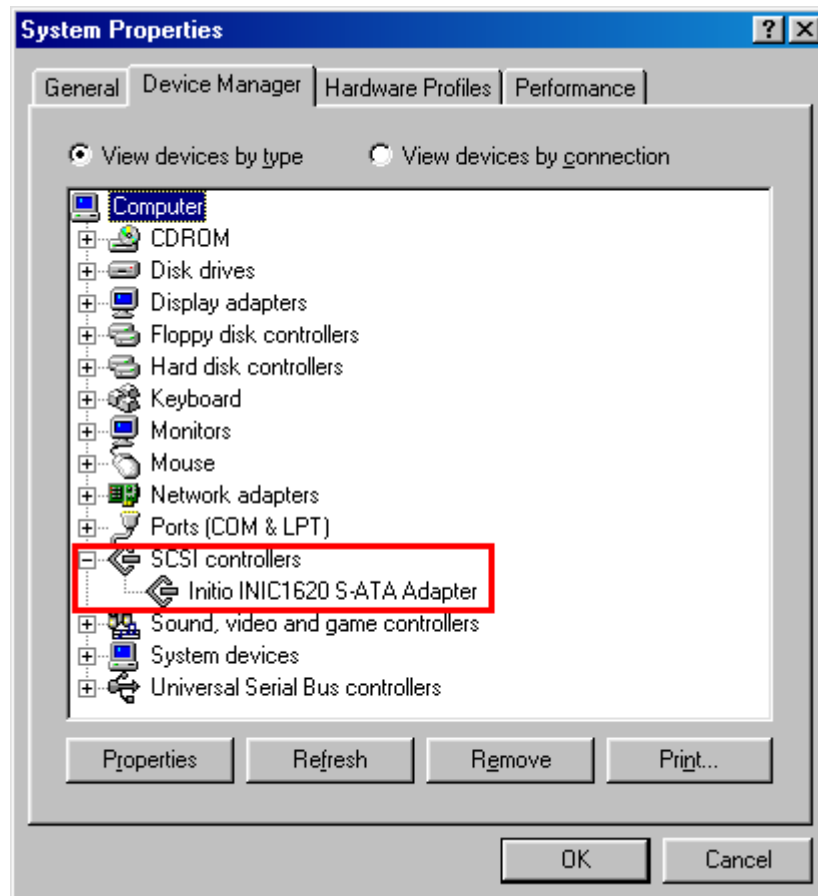 System Properties
General Device Manager Hardware Profiles Performance
View devices by type View devices by connection
Computer
CDROM
Disk drives
Display adapters
Floppy disk controllers
Hard disk controllers
Keyboard
Monitors
Mouse
Network adapters
Ports (COM & LPT)
SCSI controllers
Initio INIC1620 S-ATA Adapter
Sound, video and game controllers
System devices
Universal Serial Bus controllers
Properties Refresh Remove Print...
OK Cancel